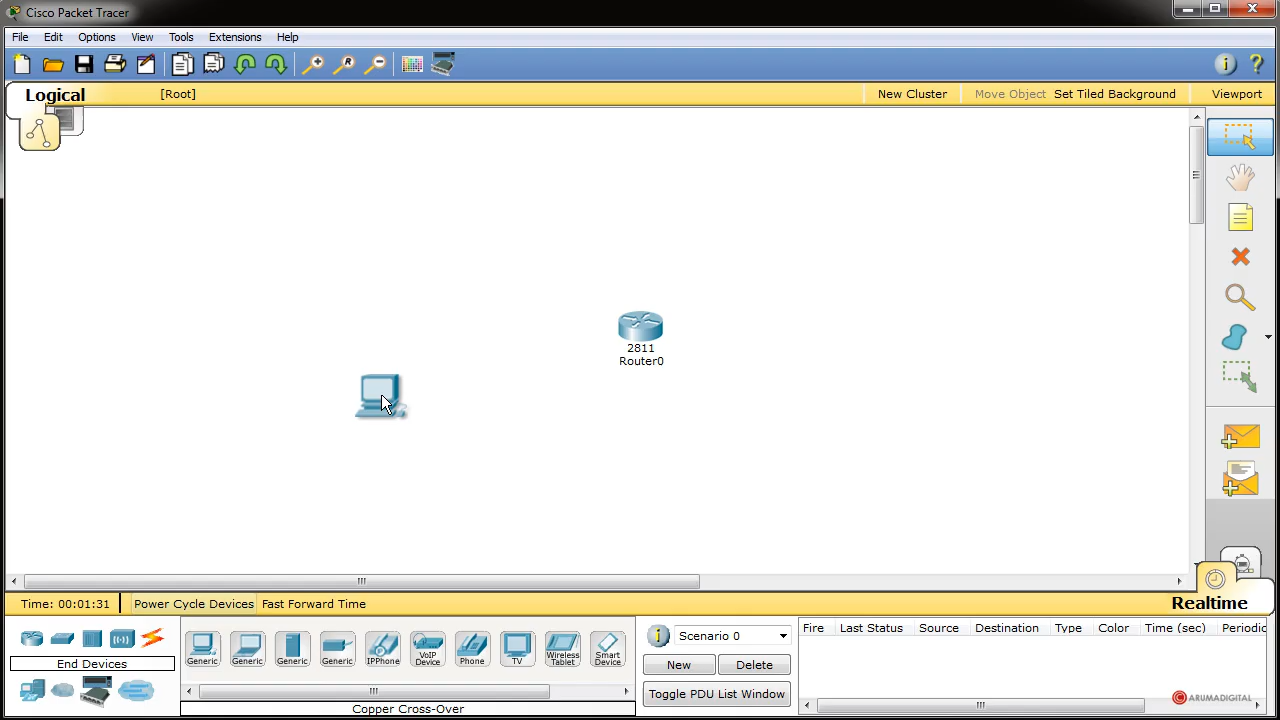 Cisco Packet Tracer
File Edit Options View Tools Extensions Help
Logical [Root] New Cluster Move Object Set Tiled Background Viewport
2811
Router0
Time: 00:01:31 Power Cycle Devices Fast Forward Time Realtime
End Devices
Generic Generic Generic Generic IPPhone VoIP Device Phone TV Wireless Tablet Smart Device
Copper Cross-Over
Scenario 0
New Delete
Toggle PDU List Window
Fire Last Status Source Destination Type Color Time (sec) Periodic
ARUMADIGITAL